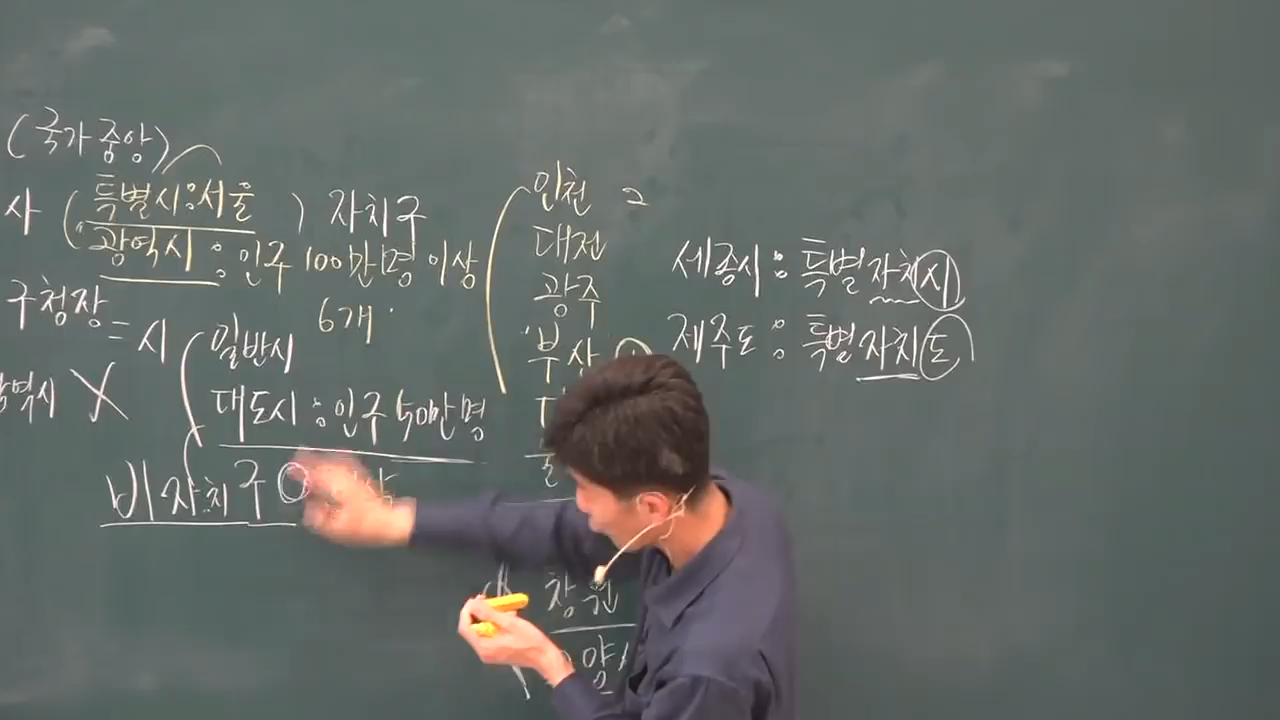 (국가중앙)
사 (특별시:서울) 자치구
광역시 : 인구 100만명 이상
6개
구청장 = 시
일반시
대도시 : 인구 50만명
광역시 X
비자치구 O
인천 2
대전
광주
부산 1
창원
세종시 : 특별자치시
제주도 : 특별자치도